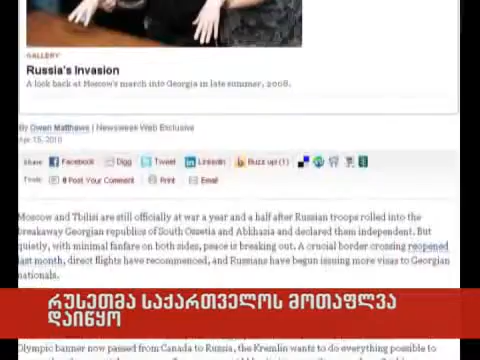 GALLERY
Russia's Invasion
A look back at Moscow's march into Georgia in late summer, 2008.
By Owen Matthews | Newsweek Web Exclusive
Apr 15, 2010
Share: Facebook Digg Tweet LinkedIn Buzz up! (1)
Tools: 8 Post Your Comment Print Email
Moscow and Tbilisi are still officially at war a year and a half after Russian troops rolled into the
breakaway Georgian republics of South Ossetia and Abkhazia and declared them independent. But
quietly, with minimal fanfare on both sides, peace is breaking out. A crucial border crossing reopened
last month, direct flights have recommenced, and Russians have begun issuing more visas to Georgian
nationals.
რუსეთმა საქართველოს მოთაფლვა
დაიწყო
Olympic banner now passed from Canada to Russia, the Kremlin wants to do everything possible to